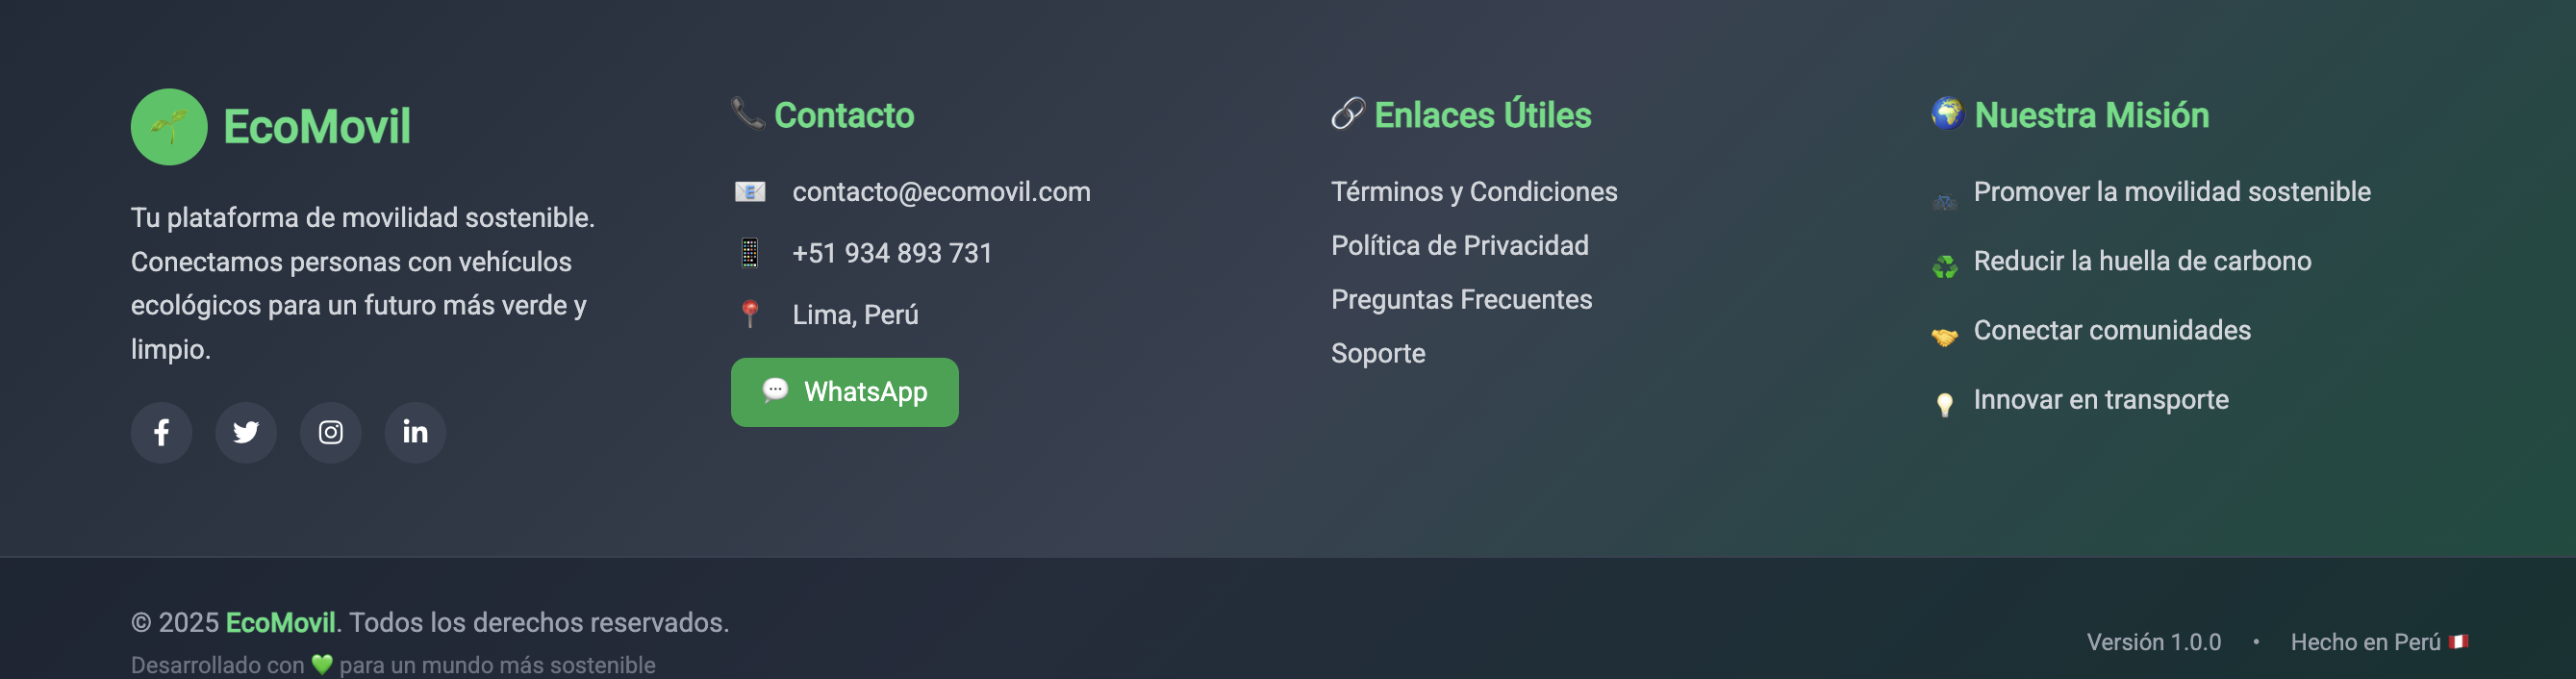 EcoMovil
Tu plataforma de movilidad sostenible.
Conectamos personas con vehículos
ecológicos para un futuro más verde y
limpio.
Contacto
contacto@ecomovil.com
+51 934 893 731
Lima, Perú
WhatsApp
Enlaces Útiles
Términos y Condiciones
Política de Privacidad
Preguntas Frecuentes
Soporte
Nuestra Misión
Promover la movilidad sostenible
Reducir la huella de carbono
Conectar comunidades
Innovar en transporte
© 2025 EcoMovil. Todos los derechos reservados.
Desarrollado con 💚 para un mundo más sostenible
Versión 1.0.0 • Hecho en Perú 🇵🇪